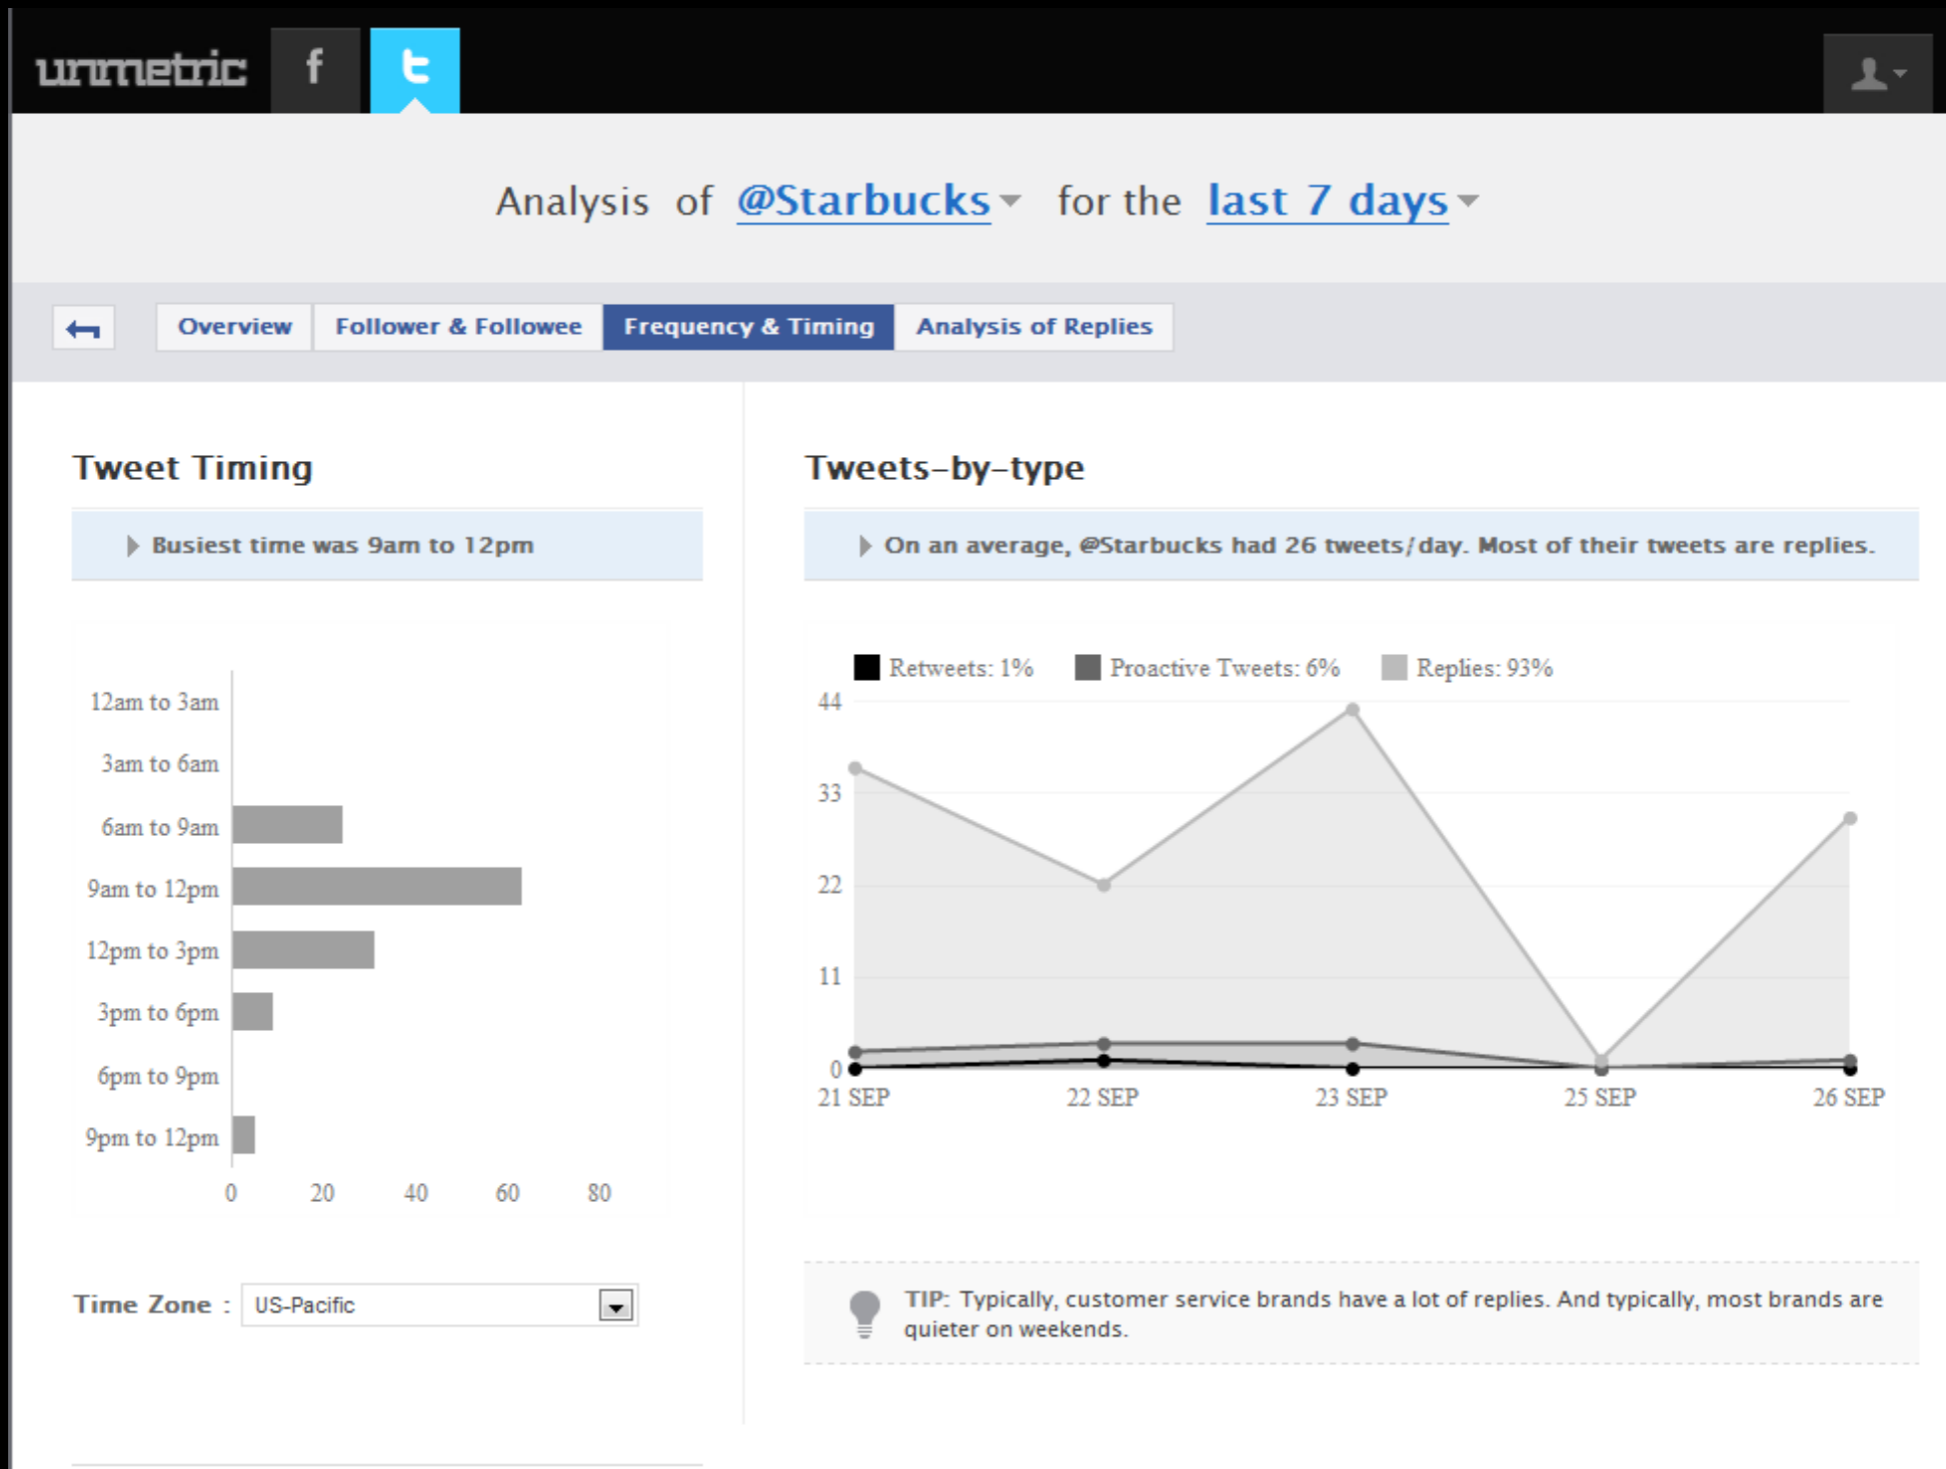 unmetric
f
t
Analysis of @Starbucks for the last 7 days
Overview
Follower & Followee
Frequency & Timing
Analysis of Replies
Tweet Timing
Busiest time was 9am to 12pm
12am to 3am
3am to 6am
6am to 9am
9am to 12pm
12pm to 3pm
3pm to 6pm
6pm to 9pm
9pm to 12pm
0 20 40 60 80
Time Zone : US-Pacific
Tweets-by-type
On an average, @Starbucks had 26 tweets/day. Most of their tweets are replies.
Retweets: 1% Proactive Tweets: 6% Replies: 93%
44
33
22
11
0
21 SEP 22 SEP 23 SEP 25 SEP 26 SEP
TIP: Typically, customer service brands have a lot of replies. And typically, most brands are
quieter on weekends.